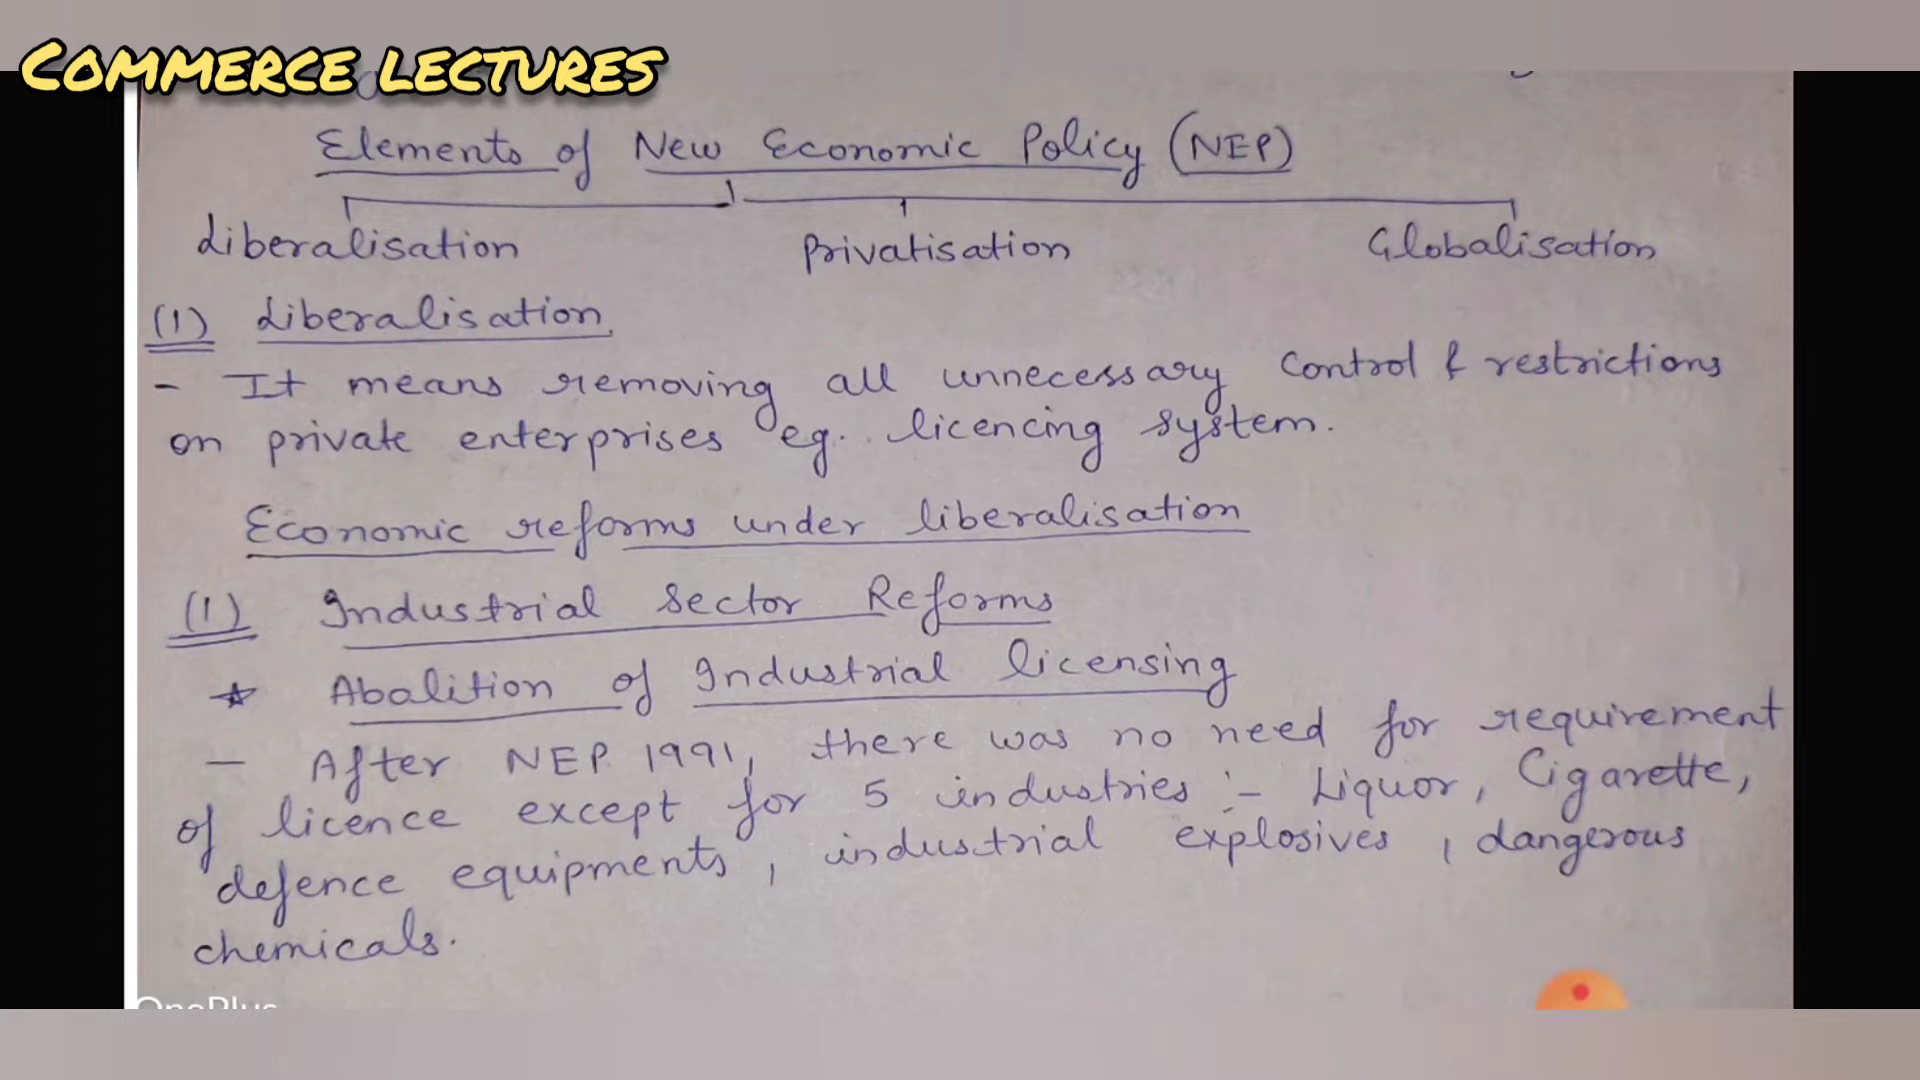 COMMERCE LECTURES
Elements of New Economic Policy (NEP)
Liberalisation Privatisation Globalisation
(1) Liberalisation
- It means removing all unnecessary control & restrictions
on private enterprises eg. licencing system.
Economic reforms under liberalisation
(1) Industrial sector Reforms
☆ Abalition of Industrial licensing
- After NEP 1991, there was no need for requirement
of licence except for 5 industries :- Liquor, Cigarette,
defence equipments, industrial explosives, dangerous
chemicals.
OnePlus